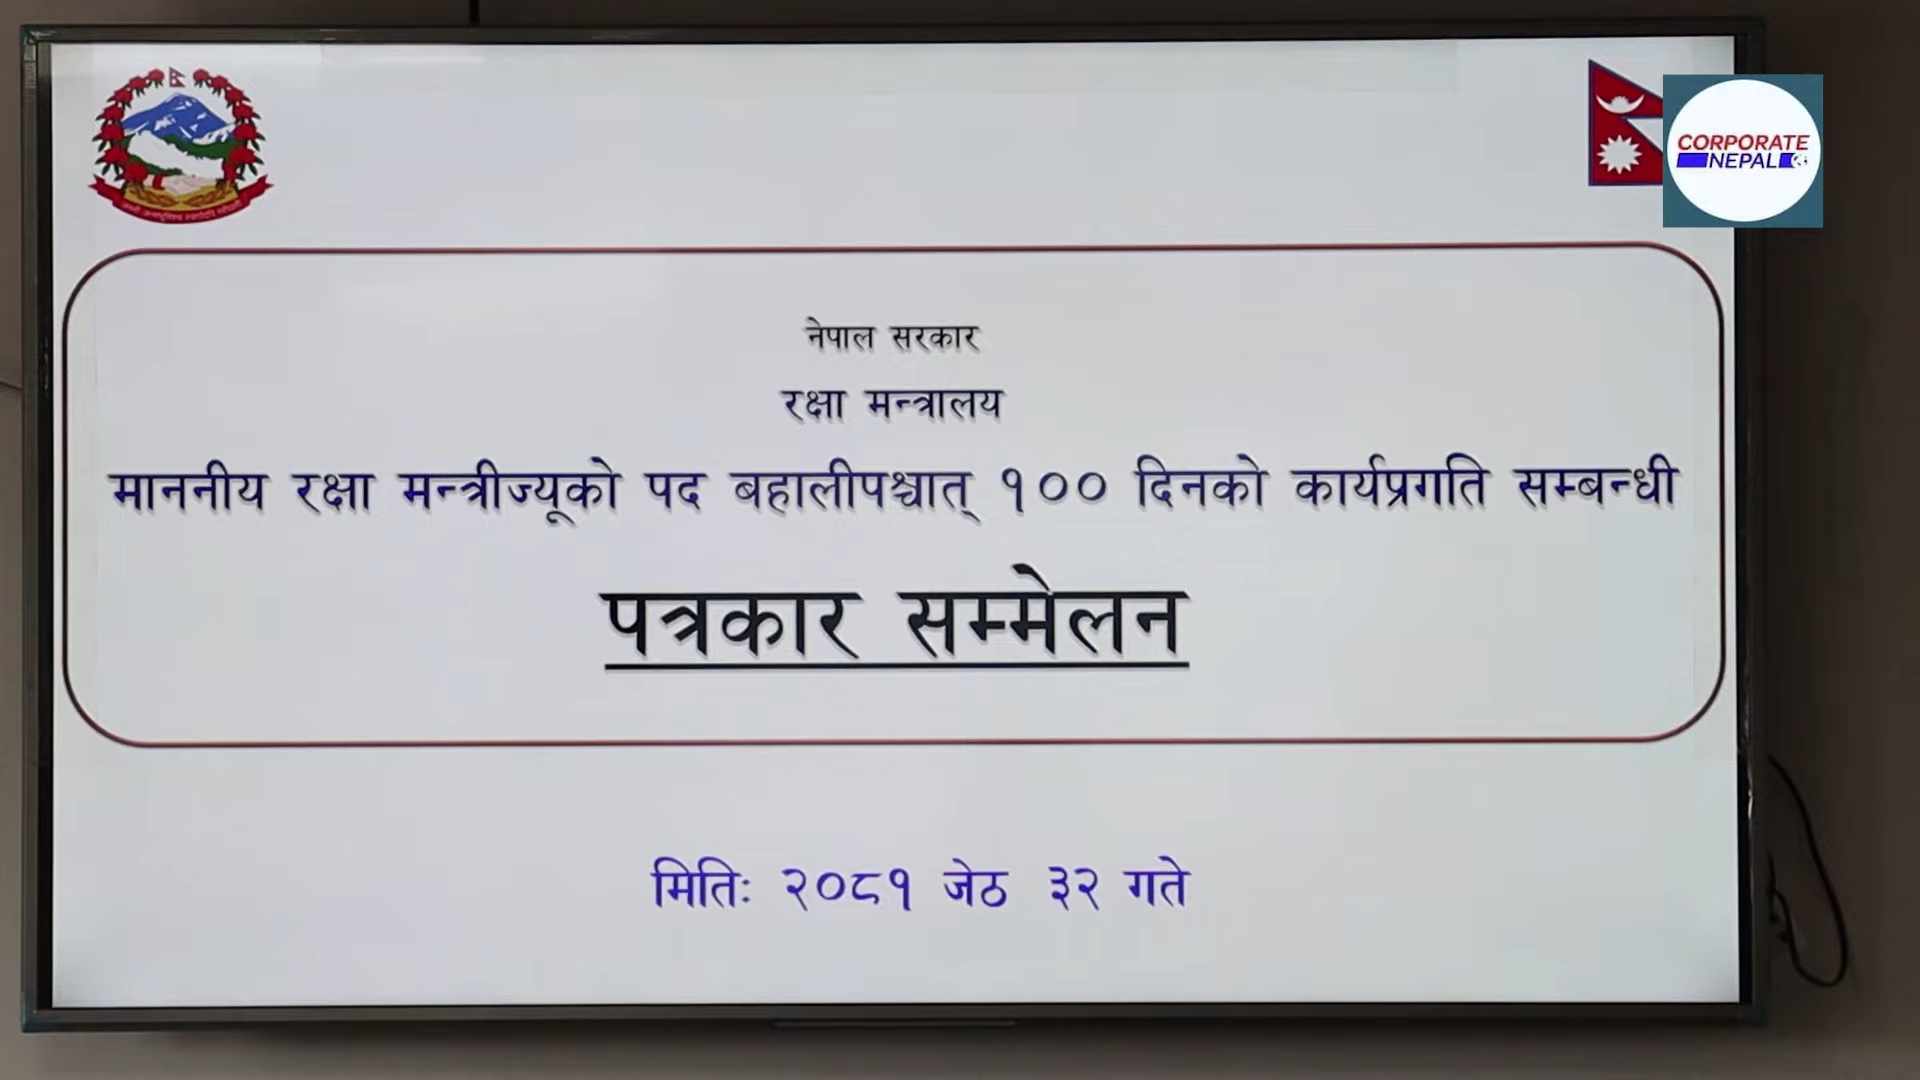 CORPORATE
NEPAL
नेपाल सरकार
रक्षा मन्त्रालय
माननीय रक्षा मन्त्रीज्यूको पद बहालीपश्चात् १०० दिनको कार्यप्रगति सम्बन्धी
पत्रकार सम्मेलन
मितिः २०८१ जेठ ३२ गते